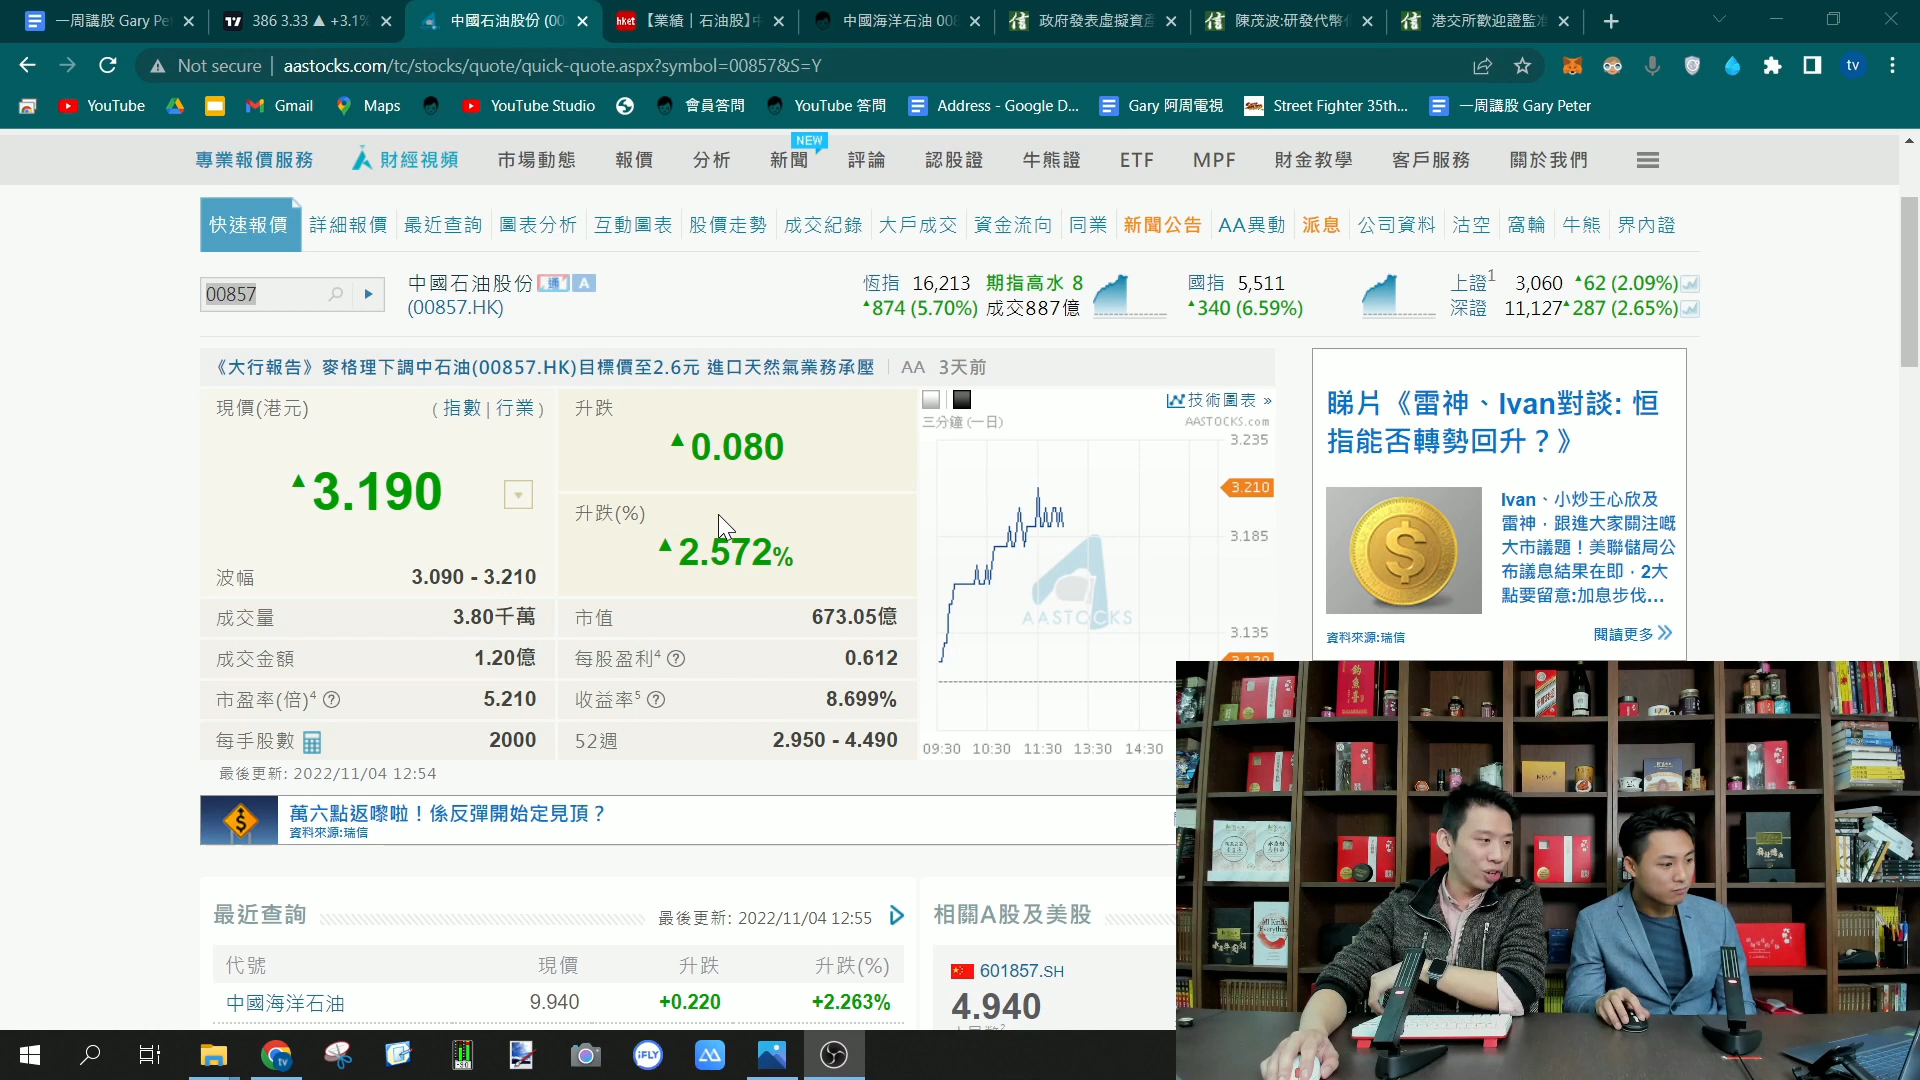 一周講股 Gary Pe
386 3.33 ▲ +3.1%
中國石油股份 (00
hket
【業績｜石油股】中
中國海洋石油 008
政府發表虛擬資產
陳茂波:研發代幣化
港交所歡迎證監准
Not secure | aastocks.com/tc/stocks/quote/quick-quote.aspx?symbol=00857&S=Y
tv
YouTube
Gmail
Maps
YouTube Studio
會員答問
YouTube 答問
Address - Google D...
Gary 阿周電視
Street Fighter 35th...
一周講股 Gary Peter
NEW
專業報價服務 財經視頻 市場動態 報價 分析 新聞 評論 認股證 牛熊證 ETF MPF 財金教學 客戶服務 關於我們
快速報價 詳細報價 最近查詢 圖表分析 互動圖表 股價走勢 成交紀錄 大戶成交 資金流向 同業 新聞公告 AA異動 派息 公司資料 沽空 窩輪 牛熊 界內證
00857
中國石油股份 通 A
(00857.HK)
恆指 16,213 期指高水 8
▲874 (5.70%) 成交887億
國指 5,511
▲340 (6.59%)
上證1 3,060 ▲62 (2.09%)
深證 11,127 ▲287 (2.65%)
《大行報告》麥格理下調中石油(00857.HK)目標價至2.6元 進口天然氣業務承壓 AA 3天前
現價(港元) ( 指數 | 行業 )
▲3.190
升跌
▲0.080
升跌(%)
▲2.572%
波幅 3.090 - 3.210
成交量 3.80千萬
市值 673.05億
成交金額 1.20億
每股盈利4 0.612
市盈率(倍)4 5.210
收益率5 8.699%
每手股數 2000
52週 2.950 - 4.490
最後更新: 2022/11/04 12:54
技術圖表 »
三分鐘 (一日)
AASTOCKS.com
3.235
3.210
3.185
3.135
AASTOCKS
09:30 10:30 11:30 13:30 14:30
睇片《雷神、Ivan對談: 恒
指能否轉勢回升？》
Ivan、小炒王心欣及
雷神，跟進大家關注嘅
大市議題！美聯儲局公
布議息結果在即，2大
點要留意:加息步伐...
資料來源:瑞信
閱讀更多
萬六點返嚟啦！係反彈開始定見頂？
資料來源:瑞信
最近查詢
最後更新: 2022/11/04 12:55
代號 現價 升跌 升跌(%)
中國海洋石油 9.940 +0.220 +2.263%
相關A股及美股
601857.SH
4.940
iFLY